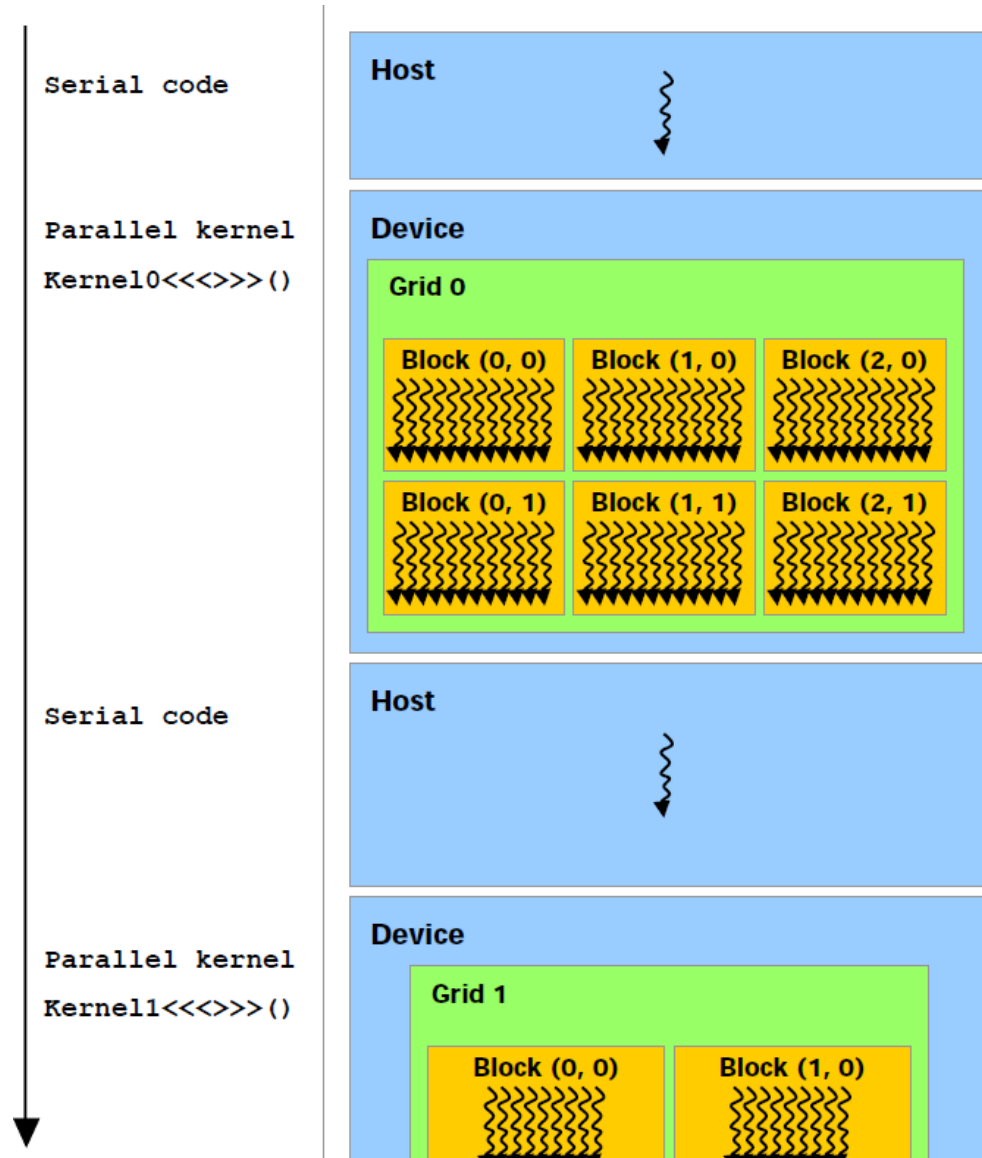 Serial code
Host
Parallel kernel
Kernel0<<<>>>()
Device
Grid 0
Block (0, 0) Block (1, 0) Block (2, 0)
Block (0, 1) Block (1, 1) Block (2, 1)
Serial code
Host
Parallel kernel
Kernel1<<<>>>()
Device
Grid 1
Block (0, 0) Block (1, 0)